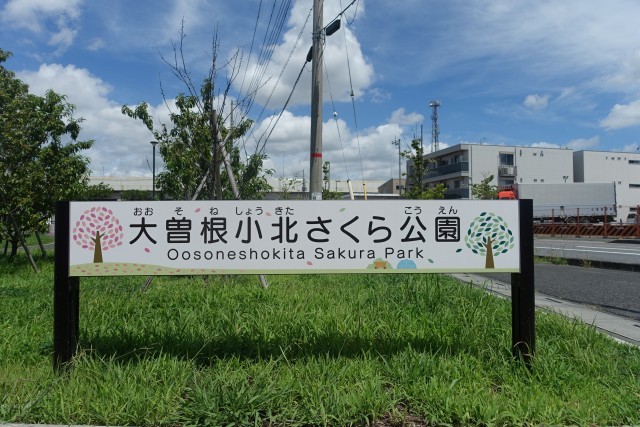 おおそねしょうきたこうえん
大曽根小北さくら公園
Oosoneshokita Sakura Park